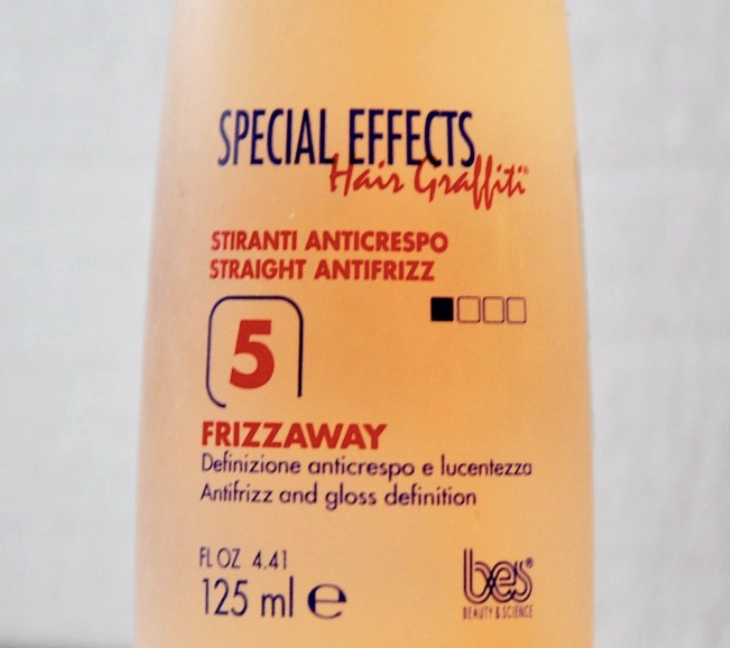 SPECIAL EFFECTS
Hair Graffiti®
STIRANTI ANTICRESPO
STRAIGHT ANTIFRIZZ
5
FRIZZAWAY
Definizione anticrespo e lucentezza
Antifrizz and gloss definition
FL OZ 4.41
125 ml e
bes®
BEAUTY & SCIENCE